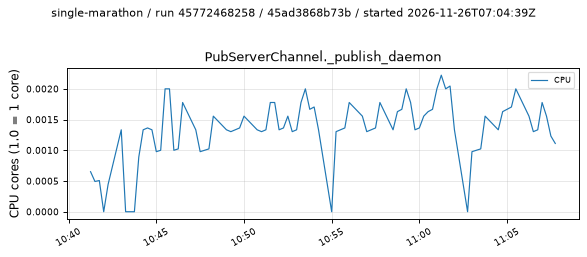 single-marathon / run 45772468258 / 45ad3868b73b / started 2026-11-26T07:04:39Z
PubServerChannel._publish_daemon
CPU
CPU cores (1.0 = 1 core)
0.0020
0.0015
0.0010
0.0005
0.0000
10:40
10:45
10:50
10:55
11:00
11:05